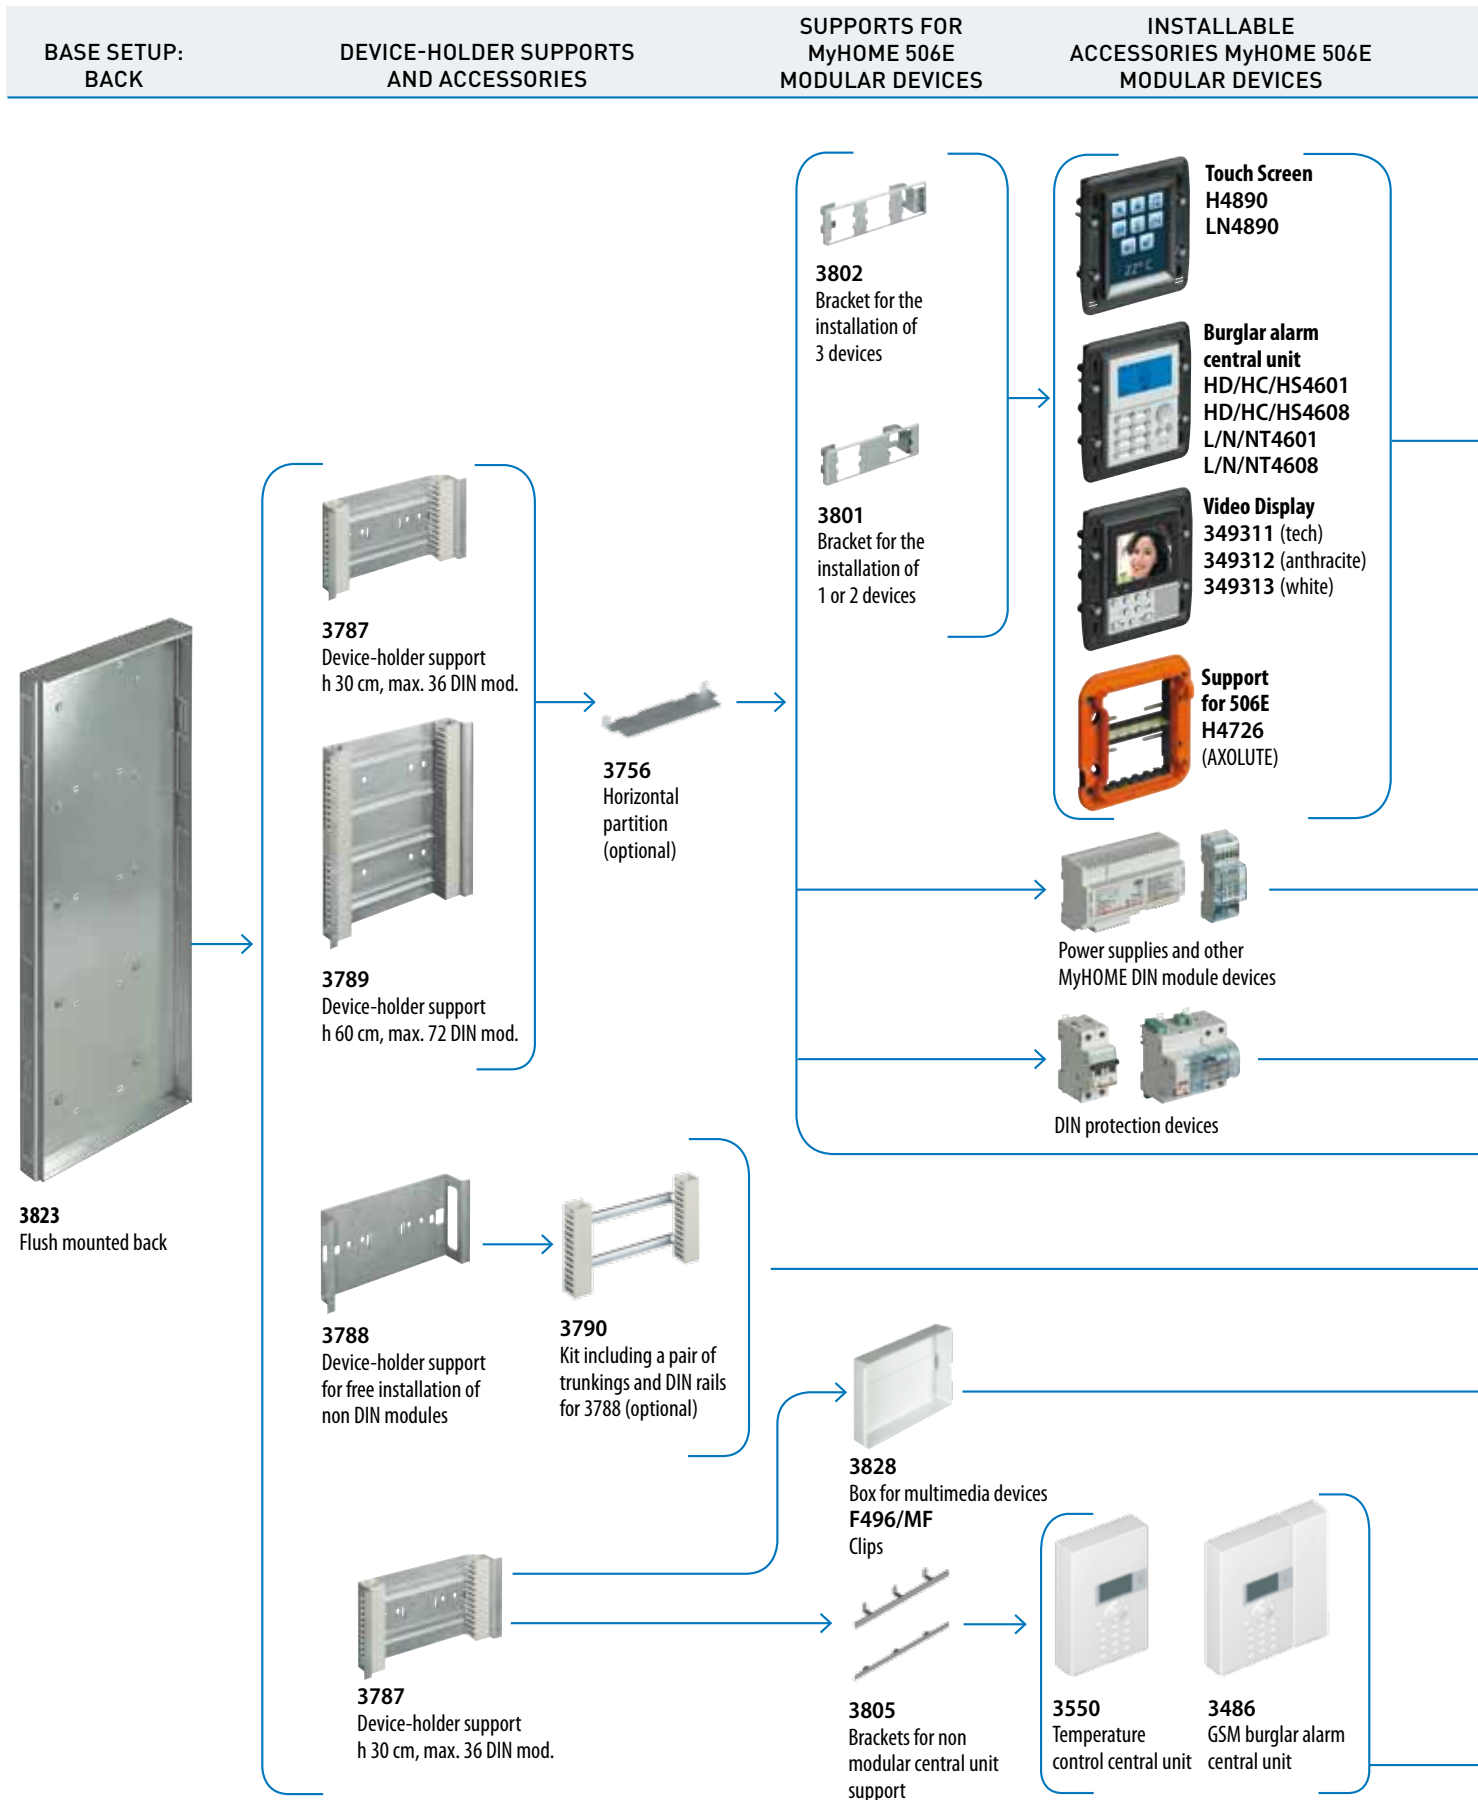 BASE SETUP:
BACK
DEVICE-HOLDER SUPPORTS
AND ACCESSORIES
SUPPORTS FOR
MyHOME 506E
MODULAR DEVICES
INSTALLABLE
ACCESSORIES MyHOME 506E
MODULAR DEVICES
3823
Flush mounted back
3787
Device-holder support
h 30 cm, max. 36 DIN mod.
3789
Device-holder support
h 60 cm, max. 72 DIN mod.
3756
Horizontal
partition
(optional)
3802
Bracket for the
installation of
3 devices
3801
Bracket for the
installation of
1 or 2 devices
Touch Screen
H4890
LN4890
22° C
Burglar alarm
central unit
HD/HC/HS4601
HD/HC/HS4608
L/N/NT4601
L/N/NT4608
Video Display
349311 (tech)
349312 (anthracite)
349313 (white)
Support
for 506E
H4726
(AXOLUTE)
Power supplies and other
MyHOME DIN module devices
DIN protection devices
3788
Device-holder support
for free installation of
non DIN modules
3790
Kit including a pair of
trunkings and DIN rails
for 3788 (optional)
3828
Box for multimedia devices
F496/MF
Clips
3787
Device-holder support
h 30 cm, max. 36 DIN mod.
3805
Brackets for non
modular central unit
support
3550
Temperature
control central unit
3486
GSM burglar alarm
central unit